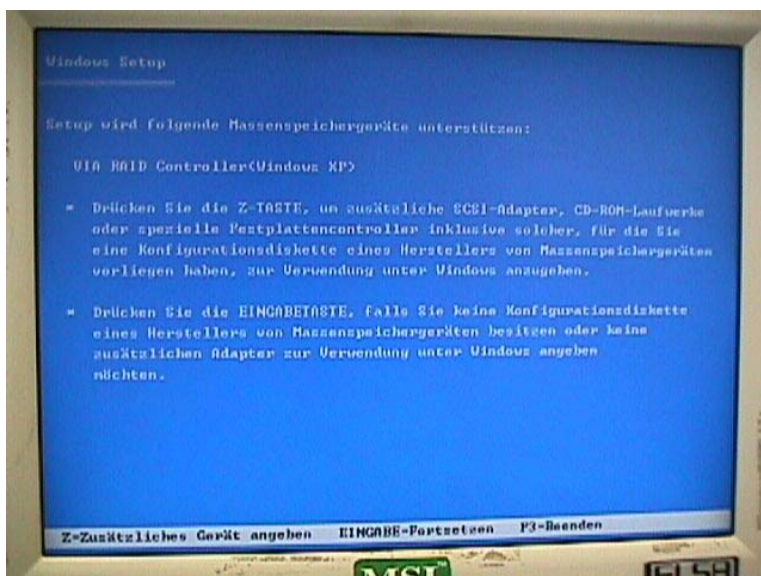 Windows Setup
Setup wird folgende Massenspeichergeräte unterstützen:
VIA RAID Controller(Windows XP)
* Drücken Sie die Z-TASTE, um zusätzliche SCSI-Adapter, CD-ROM-Laufwerke
oder spezielle Festplattencontroller inklusive solcher, für die Sie
eine Konfigurationsdiskette eines Herstellers von Massenspeichergeräten
vorliegen haben, zur Verwendung unter Windows anzugeben.
* Drücken Sie die EINGABETASTE, falls Sie keine Konfigurationsdiskette
eines Herstellers von Massenspeichergeräten besitzen oder keine
zusätzlichen Adapter zur Verwendung unter Windows angeben
möchten.
Z=Zusätzliches Gerät angeben EINGABE=Fortsetzen F3=Beenden
MSI
ELSA